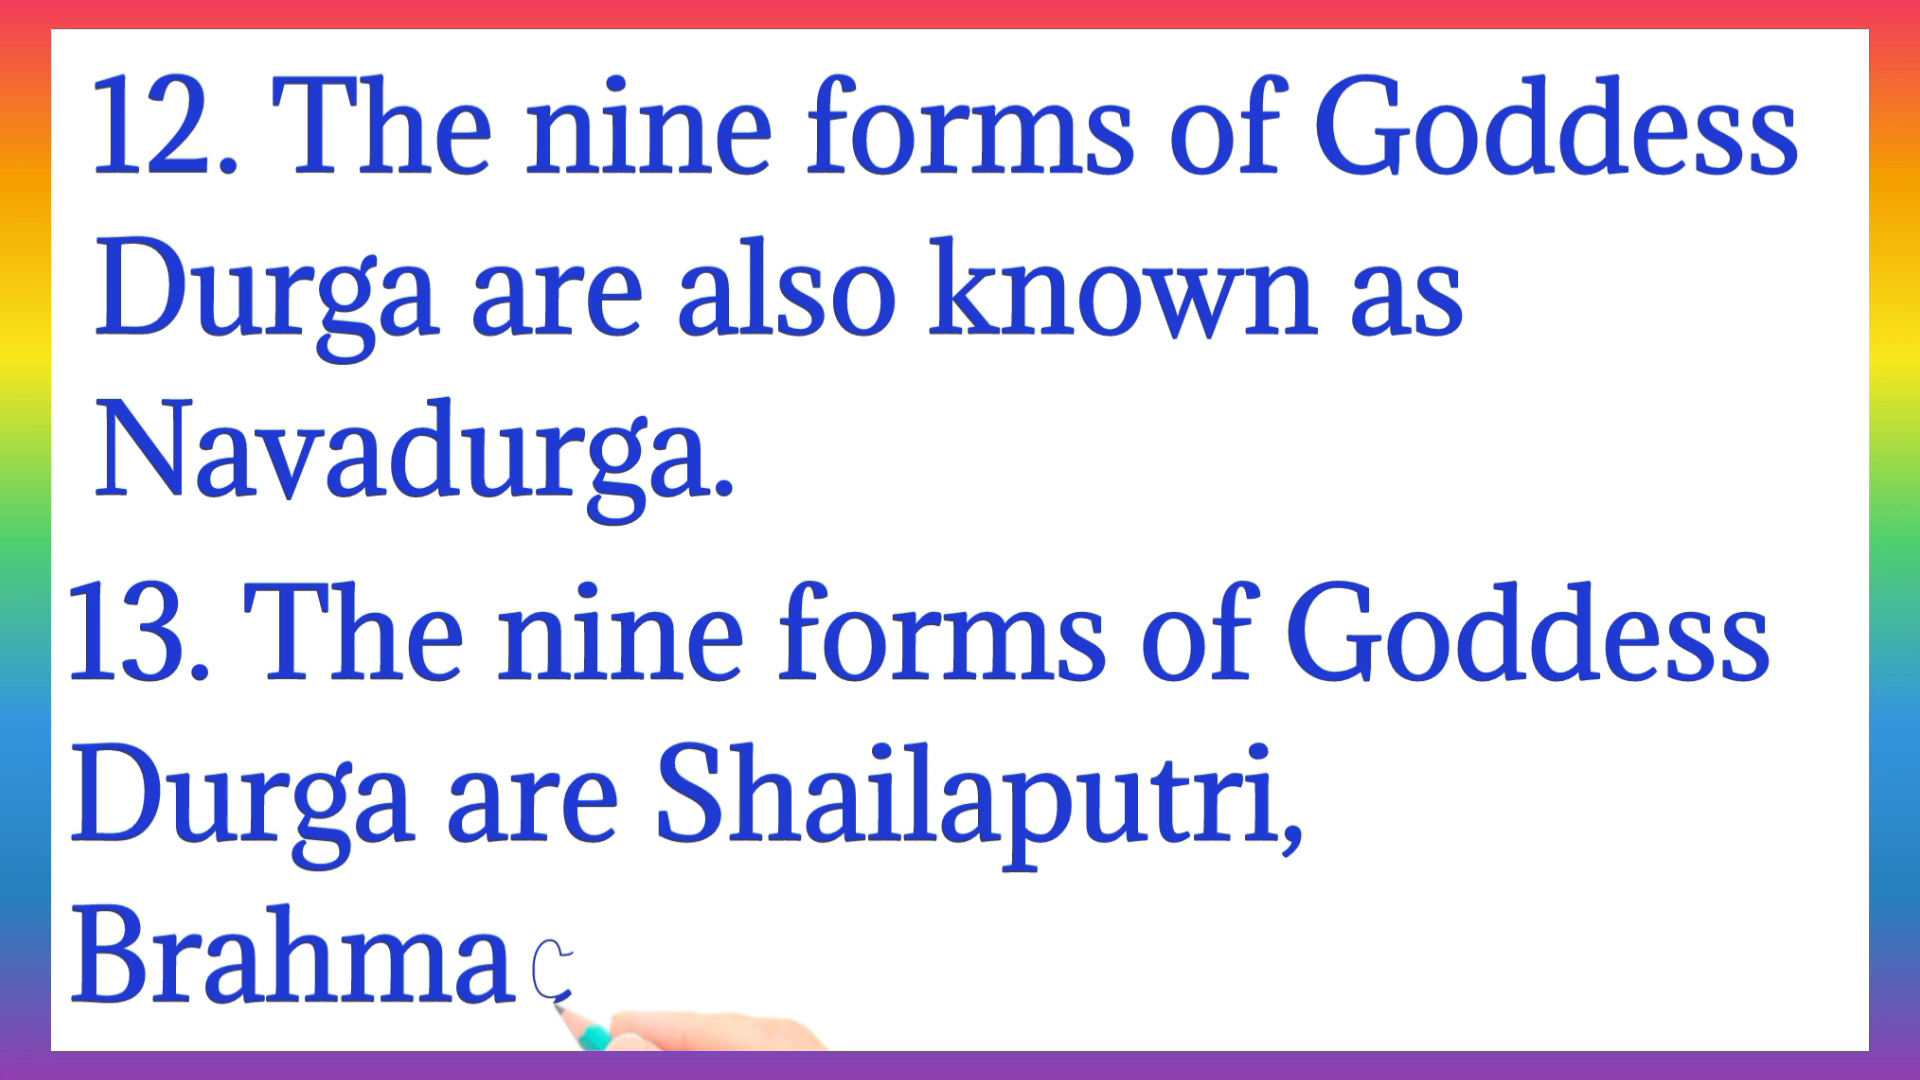 12. The nine forms of Goddess
Durga are also known as
Navadurga.
13. The nine forms of Goddess
Durga are Shailaputri,
Brahmac